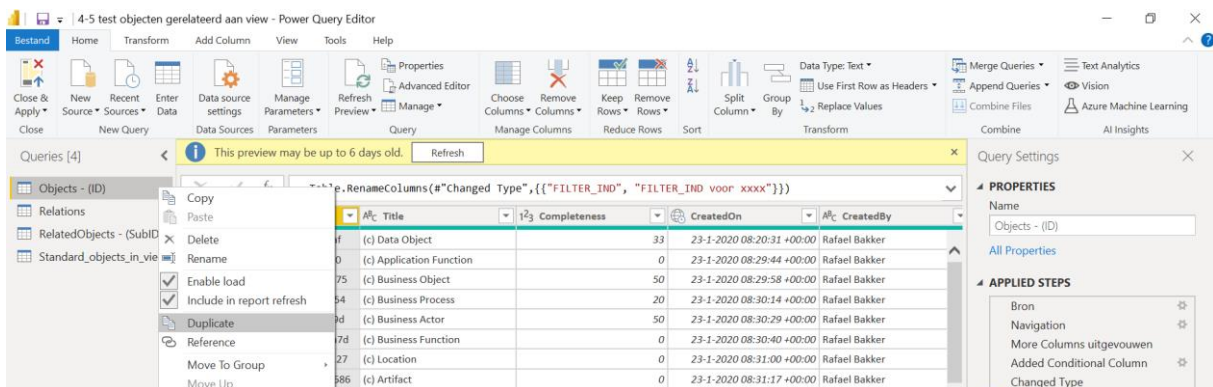 4-5 test objecten gerelateerd aan view - Power Query Editor
Bestand Home Transform Add Column View Tools Help
Close & Apply
New Source
Recent Sources
Enter Data
Data source settings
Manage Parameters
Refresh Preview
Properties
Advanced Editor
Manage
Choose Columns
Remove Columns
Keep Rows
Remove Rows
Split Column
Group By
Data Type: Text
Use First Row as Headers
Replace Values
Merge Queries
Append Queries
Combine Files
Text Analytics
Vision
Azure Machine Learning
Close New Query Data Sources Parameters Query Manage Columns Reduce Rows Sort Transform Combine AI Insights
Queries [4]
This preview may be up to 6 days old. Refresh
Query Settings
Objects - (ID)
Relations
RelatedObjects - (SubID
Standard_objects_in_vie
Copy
Paste
Delete
Rename
Enable load
Include in report refresh
Duplicate
Reference
Move To Group
Move Up
Table.RenameColumns(#"Changed Type",{{"FILTER_IND", "FILTER_IND voor xxxx"}})
ABC Title 123 Completeness CreatedOn ABC CreatedBy
(c) Data Object 33 23-1-2020 08:20:31 +00:00 Rafael Bakker
0 (c) Application Function 0 23-1-2020 08:29:44 +00:00 Rafael Bakker
75 (c) Business Object 50 23-1-2020 08:29:58 +00:00 Rafael Bakker
54 (c) Business Process 20 23-1-2020 08:30:14 +00:00 Rafael Bakker
9d (c) Business Actor 50 23-1-2020 08:30:29 +00:00 Rafael Bakker
7d (c) Business Function 0 23-1-2020 08:30:40 +00:00 Rafael Bakker
27 (c) Location 0 23-1-2020 08:31:00 +00:00 Rafael Bakker
586 (c) Artifact 0 23-1-2020 08:31:17 +00:00 Rafael Bakker
PROPERTIES
Name
Objects - (ID)
All Properties
APPLIED STEPS
Bron
Navigation
More Columns uitgevouwen
Added Conditional Column
Changed Type